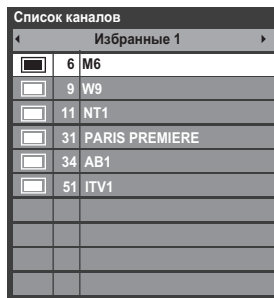 Список каналов
Избранные 1
6 M6
9 W9
11 NT1
31 PARIS PREMIERE
34 AB1
51 ITV1